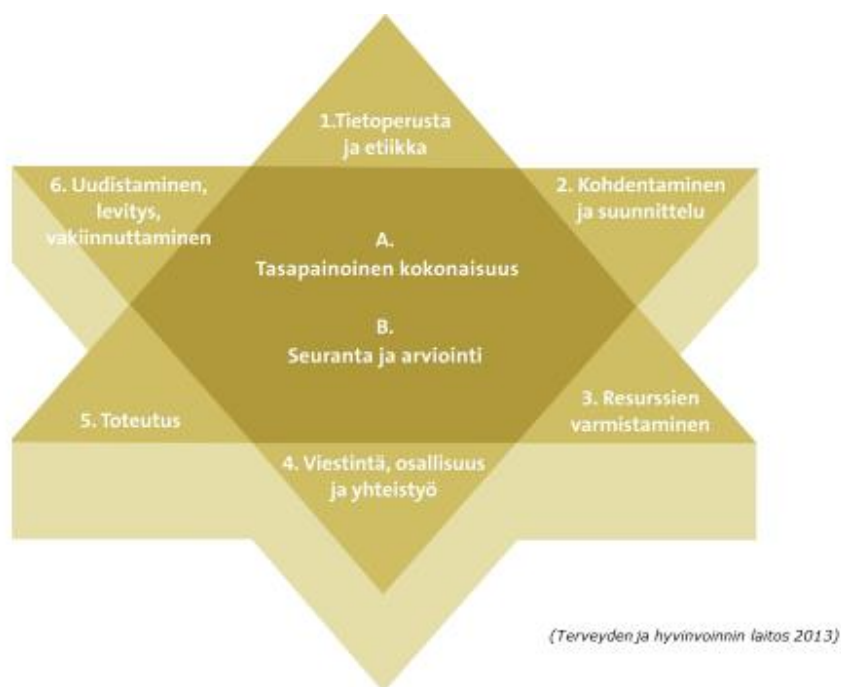 1.Tietoperusta
ja etiikka
6. Uudistaminen,
levitys,
vakiinnuttaminen
2. Kohdentaminen
ja suunnittelu
A.
Tasapainoinen kokonaisuus
B.
Seuranta ja arviointi
5. Toteutus
3. Resurssien
varmistaminen
4. Viestintä, osallisuus
ja yhteistyö
(Terveyden ja hyvinvoinnin laitos 2013)